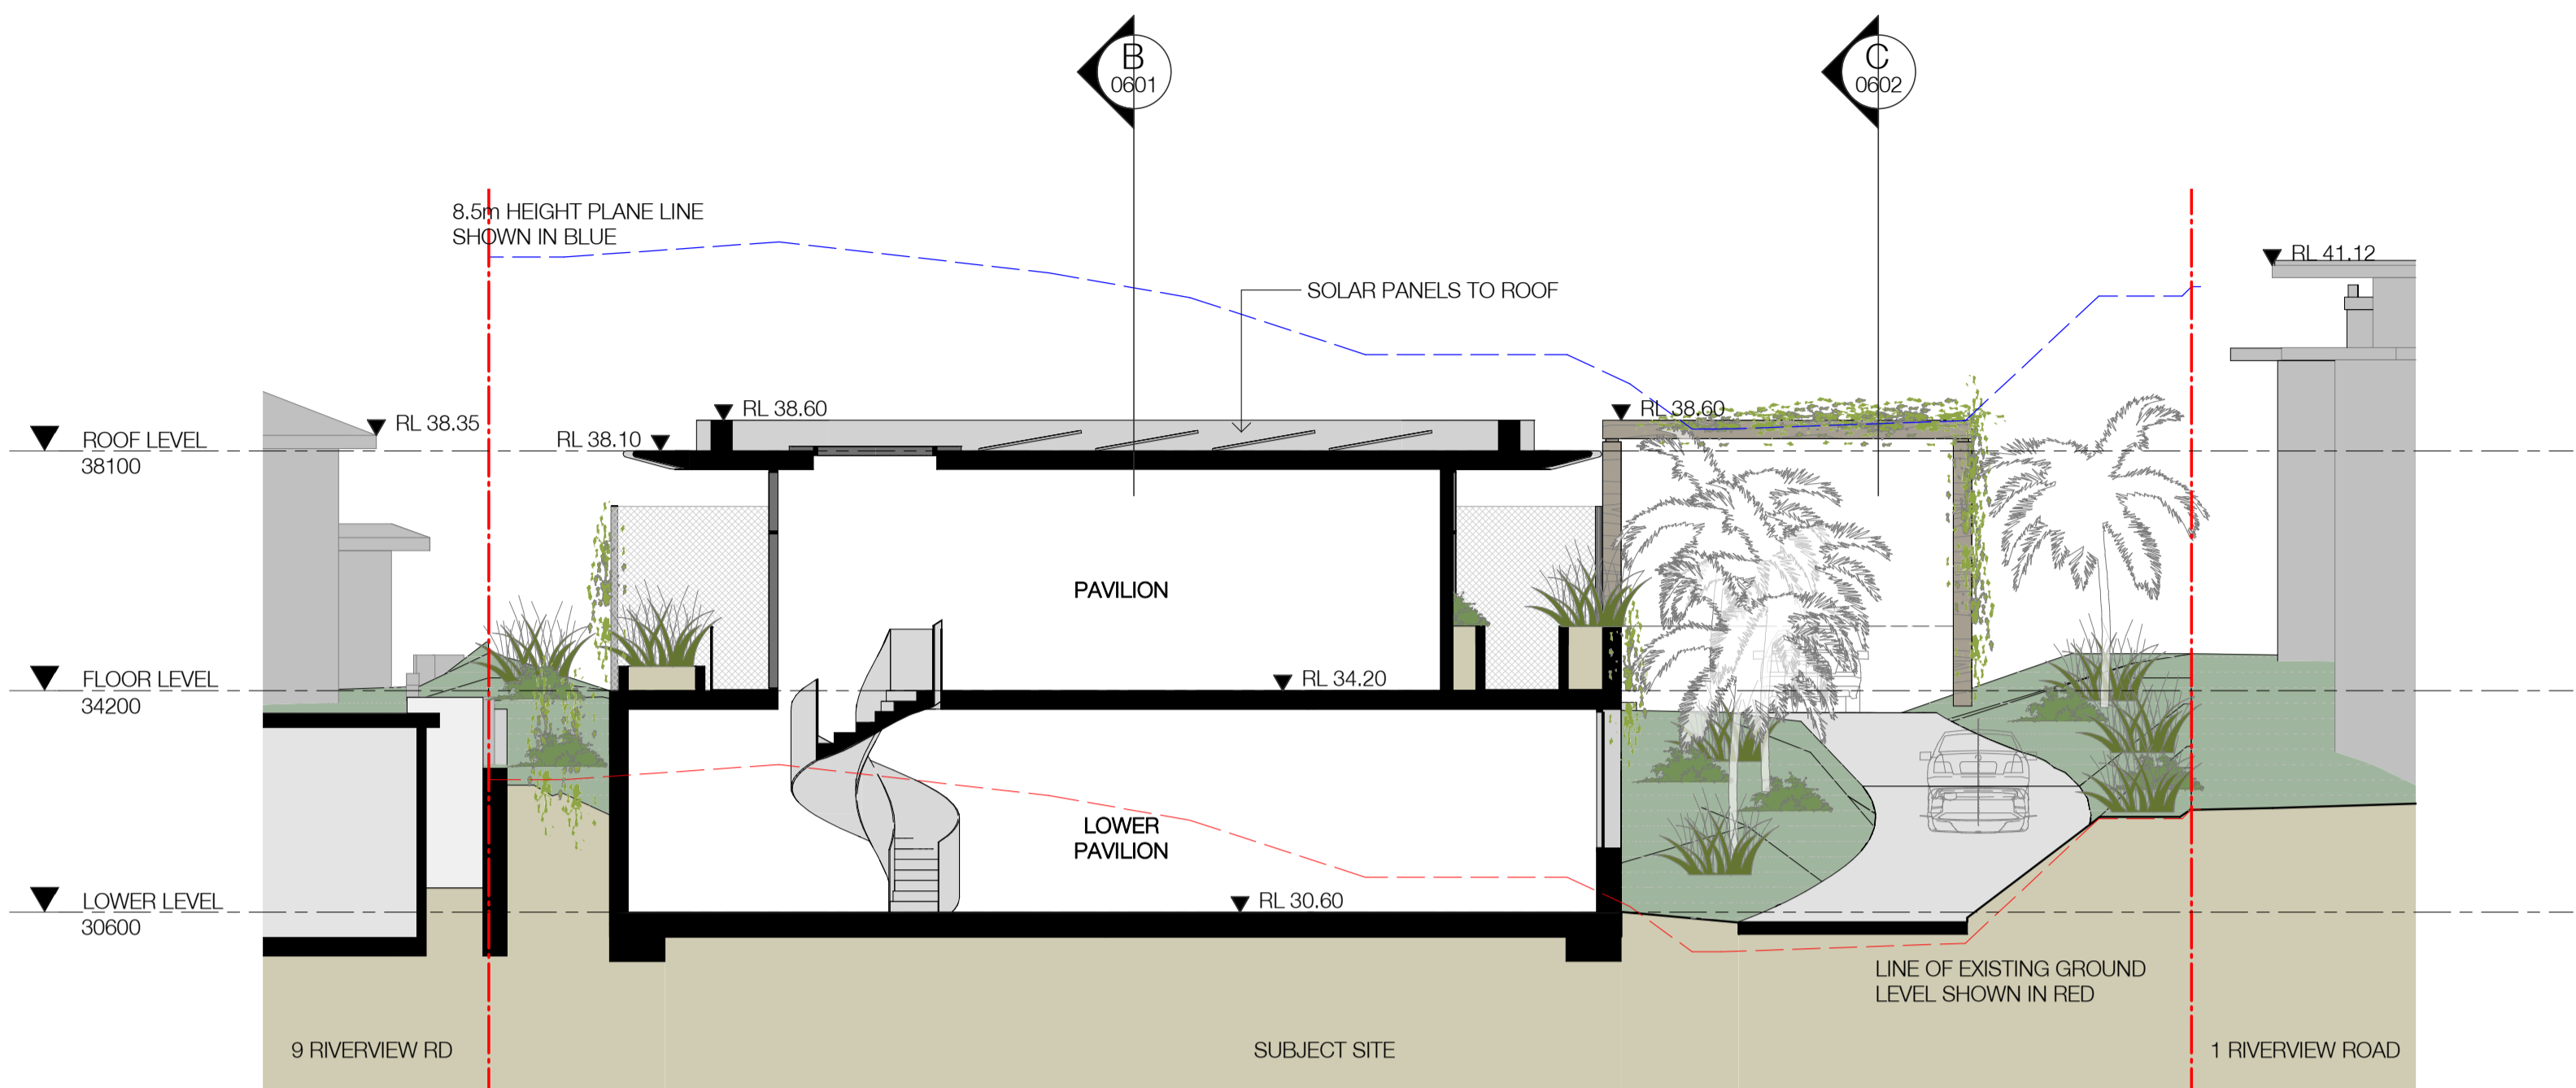 B
0601
C
0602
8.5m HEIGHT PLANE LINE
SHOWN IN BLUE
RL 41.12
SOLAR PANELS TO ROOF
RL 38.60
RL 38.60
RL 38.35
RL 38.10
ROOF LEVEL
38100
PAVILION
FLOOR LEVEL
34200
RL 34.20
LOWER
PAVILION
LOWER LEVEL
30600
RL 30.60
LINE OF EXISTING GROUND
LEVEL SHOWN IN RED
9 RIVERVIEW RD
SUBJECT SITE
1 RIVERVIEW ROAD